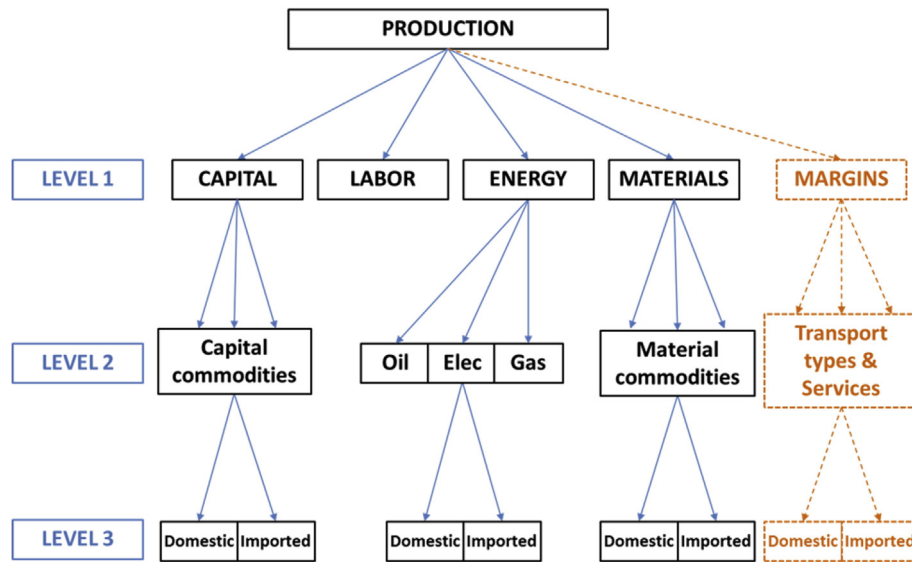 PRODUCTION
LEVEL 1
CAPITAL
LABOR
ENERGY
MATERIALS
MARGINS
LEVEL 2
Capital
commodities
Oil
Elec
Gas
Material
commodities
Transport
types &
Services
LEVEL 3
Domestic
Imported
Domestic
Imported
Domestic
Imported
Domestic
Imported